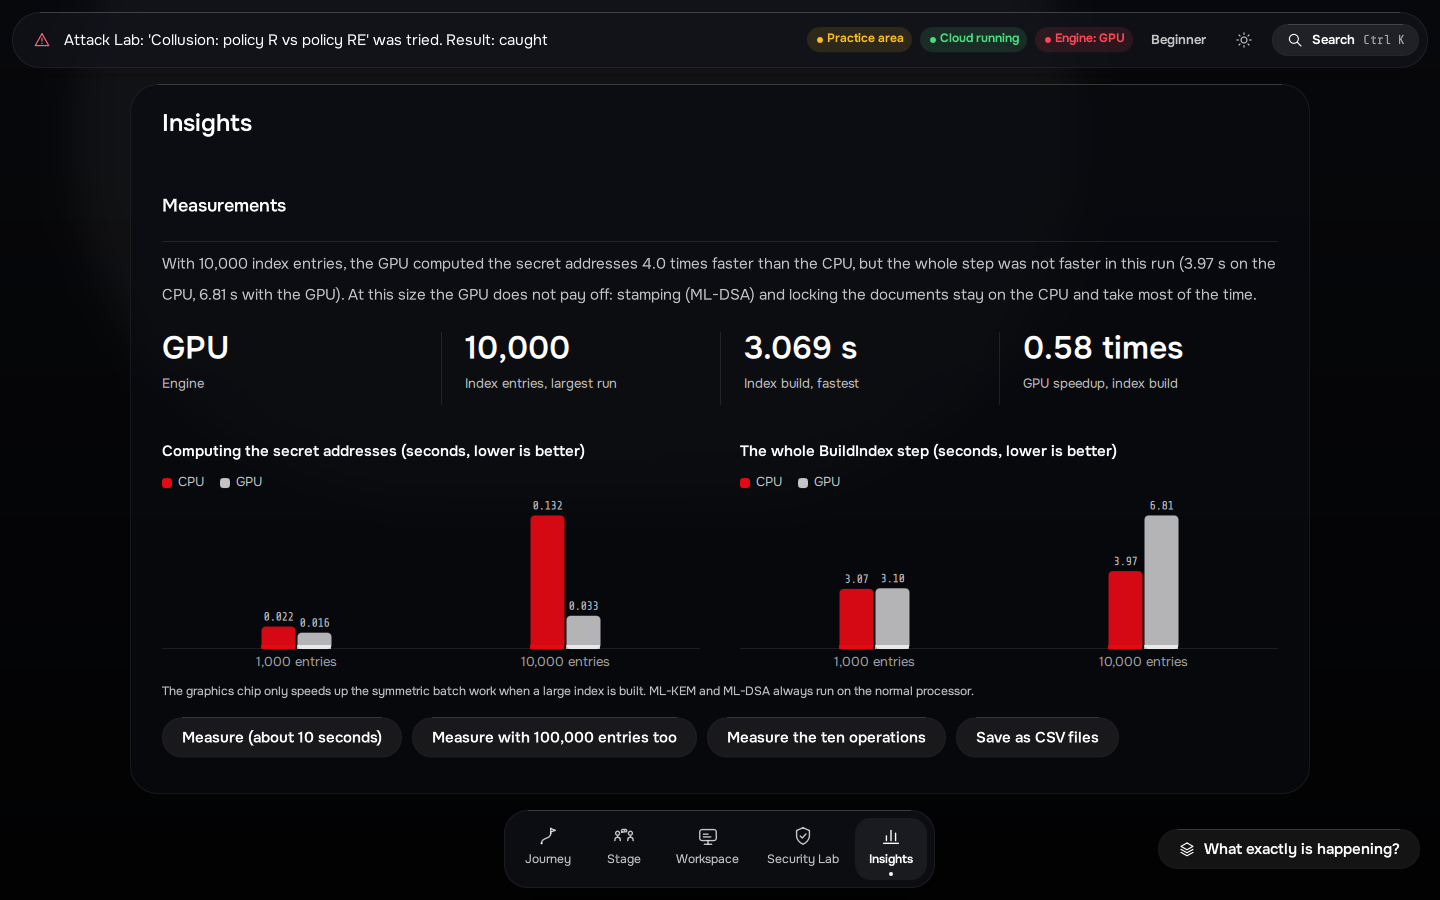 Attack Lab: 'Collusion: policy R vs policy RE' was tried. Result: caught
Practice area
Cloud running
Engine: GPU
Beginner
Search Ctrl K
Insights
Measurements
With 10,000 index entries, the GPU computed the secret addresses 4.0 times faster than the CPU, but the whole step was not faster in this run (3.97 s on the
CPU, 6.81 s with the GPU). At this size the GPU does not pay off: stamping (ML-DSA) and locking the documents stay on the CPU and take most of the time.
GPU
Engine
10,000
Index entries, largest run
3.069 s
Index build, fastest
0.58 times
GPU speedup, index build
Computing the secret addresses (seconds, lower is better)
CPU GPU
0.022 0.016
0.132
0.033
1,000 entries
10,000 entries
The whole BuildIndex step (seconds, lower is better)
CPU GPU
3.07 3.10
3.97
6.81
1,000 entries
10,000 entries
The graphics chip only speeds up the symmetric batch work when a large index is built. ML-KEM and ML-DSA always run on the normal processor.
Measure (about 10 seconds)
Measure with 100,000 entries too
Measure the ten operations
Save as CSV files
Journey
Stage
Workspace
Security Lab
Insights
What exactly is happening?